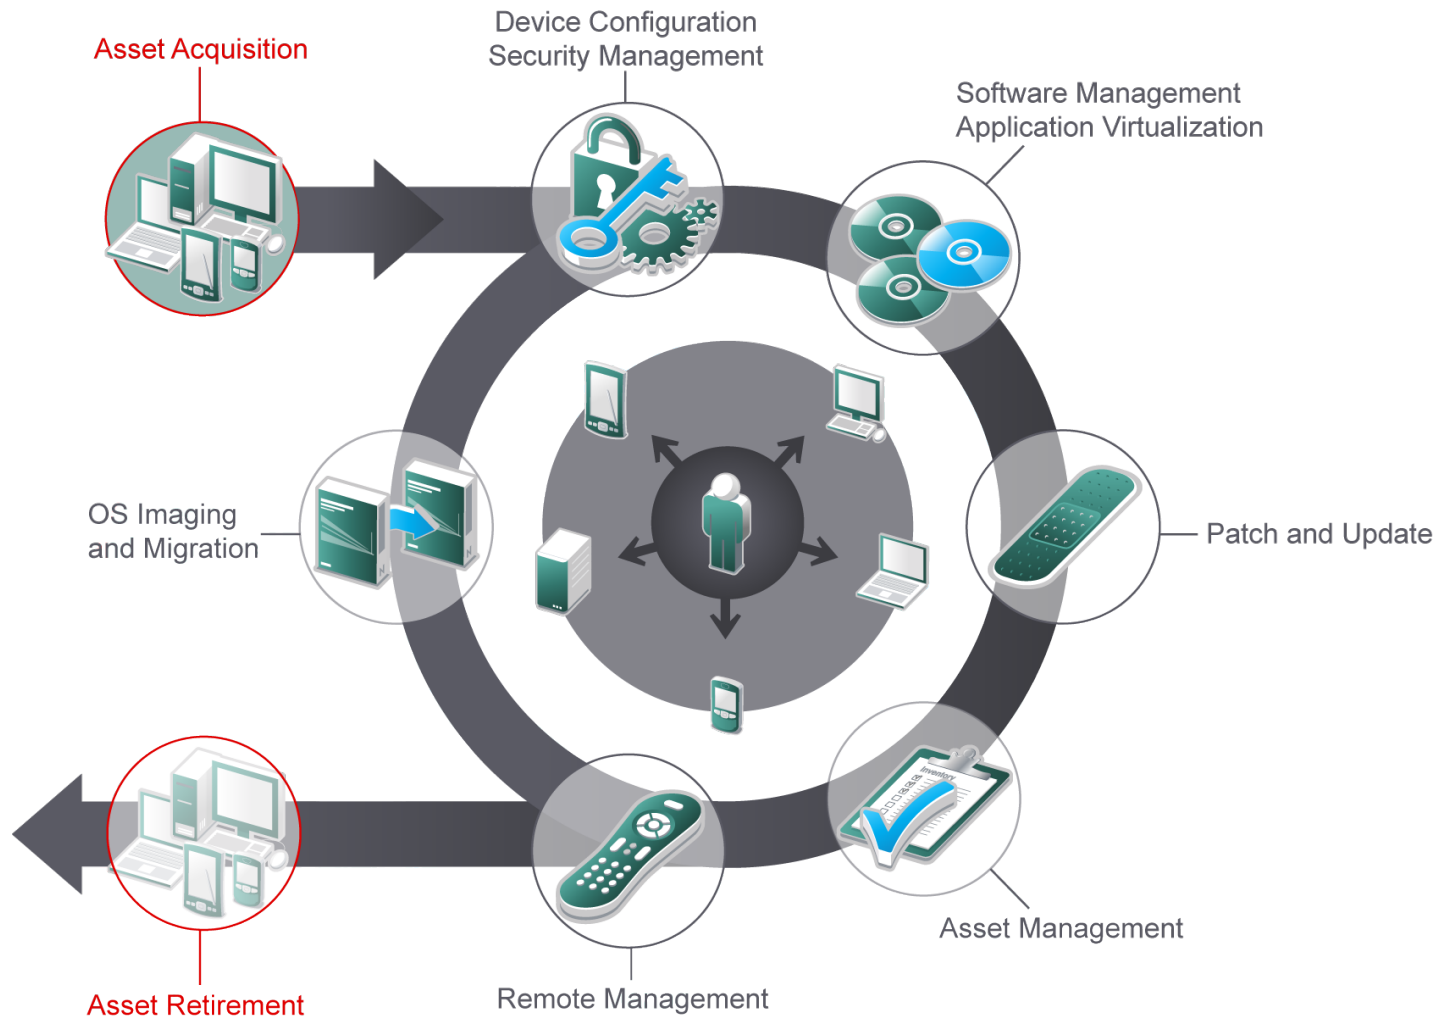 Asset Acquisition
Device Configuration
Security Management
Software Management
Application Virtualization
OS Imaging
and Migration
Patch and Update
Inventory
Asset Management
Asset Retirement
Remote Management